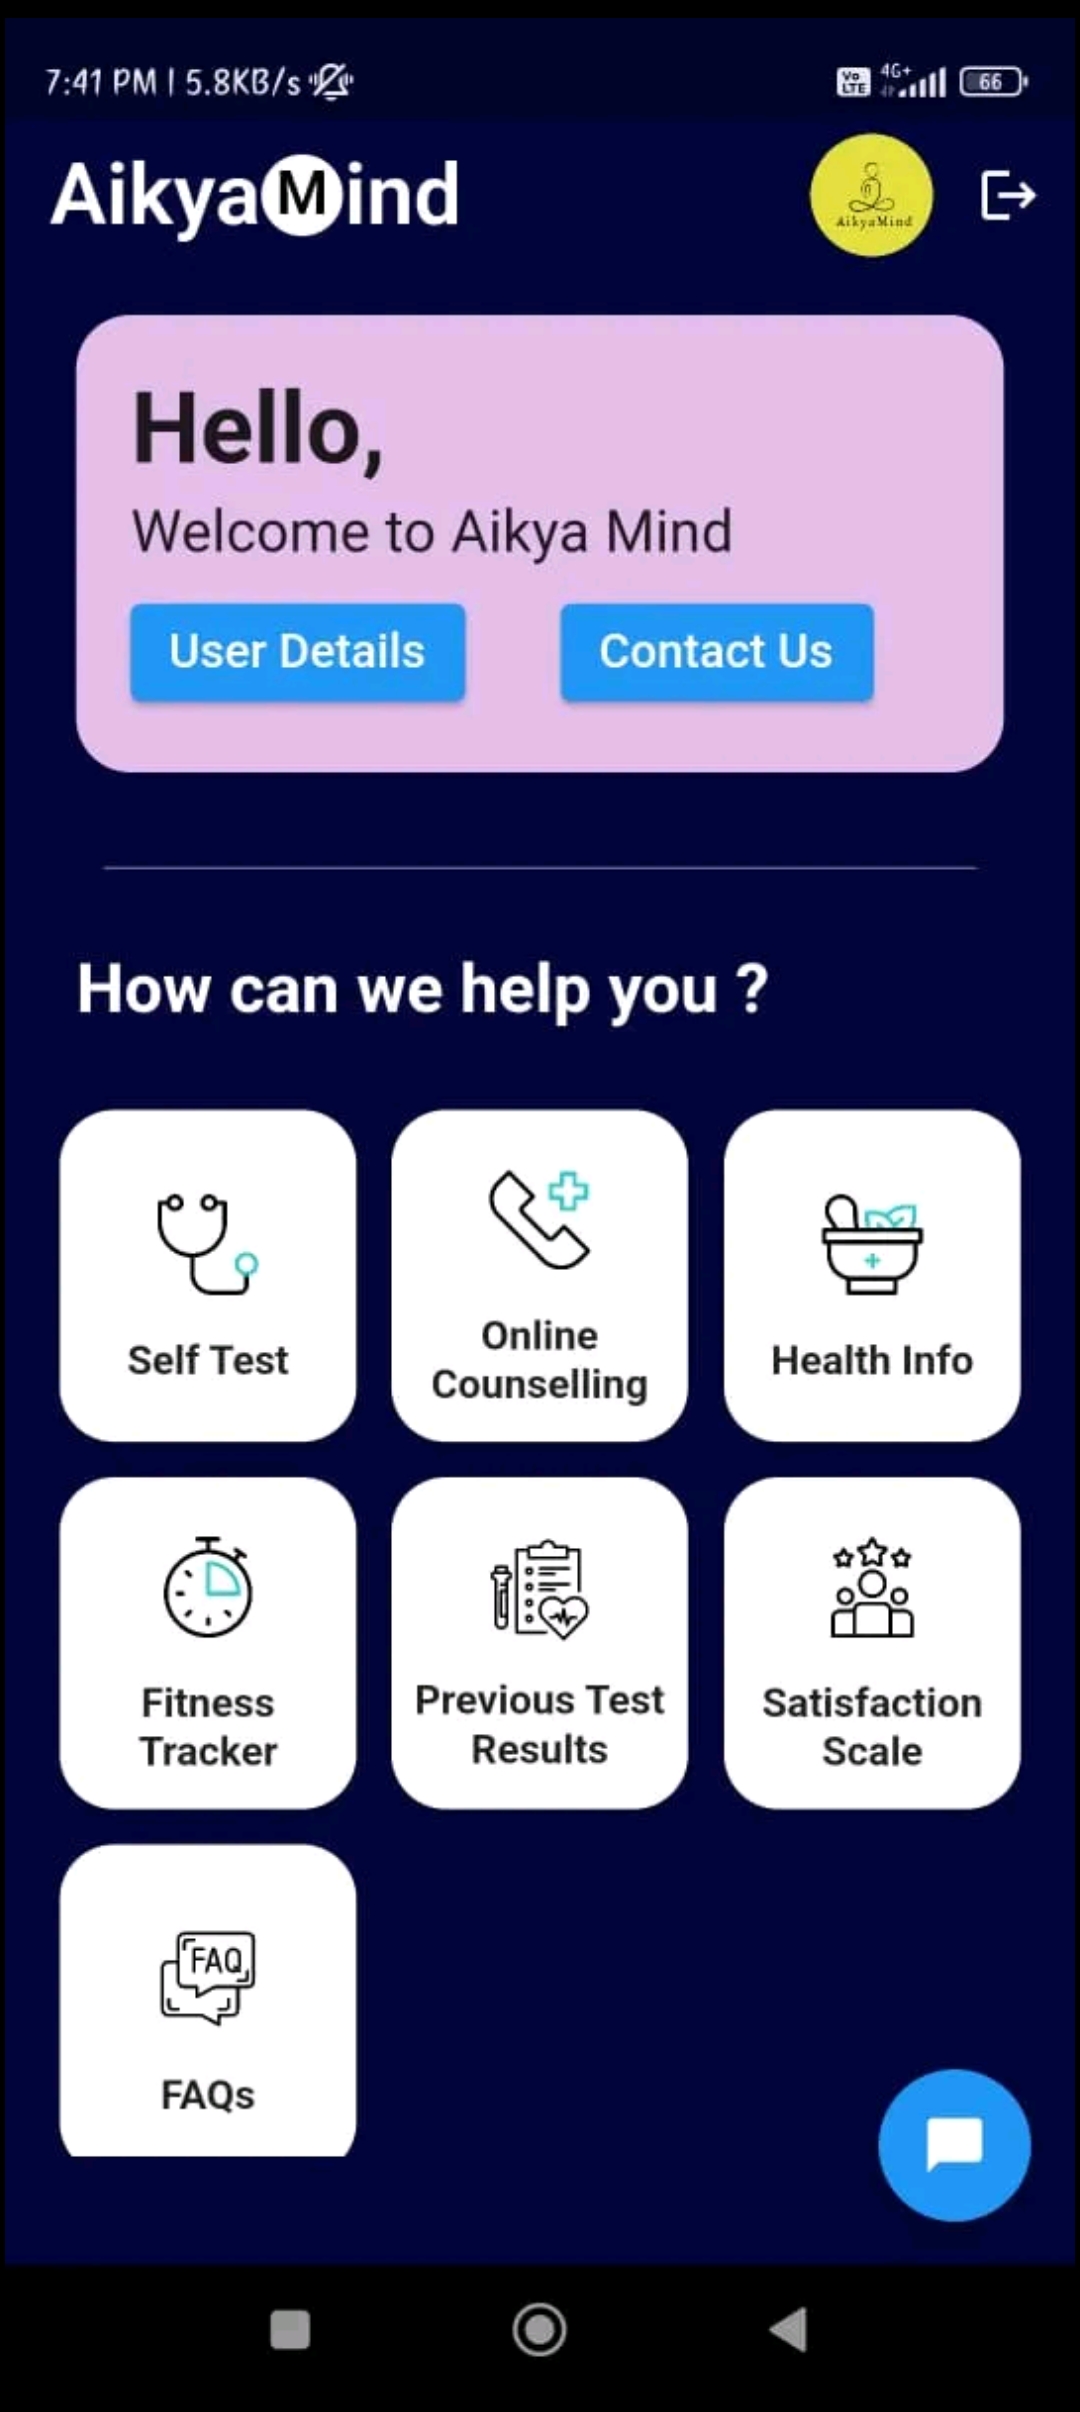 7:41 PM | 5.8KB/s
Vo LTE 4G+ 66
AikyaMind
AikyaMind
Hello,
Welcome to Aikya Mind
User Details
Contact Us
How can we help you ?
Self Test
Online
Counselling
Health Info
Fitness
Tracker
Previous Test
Results
Satisfaction
Scale
FAQ
FAQs